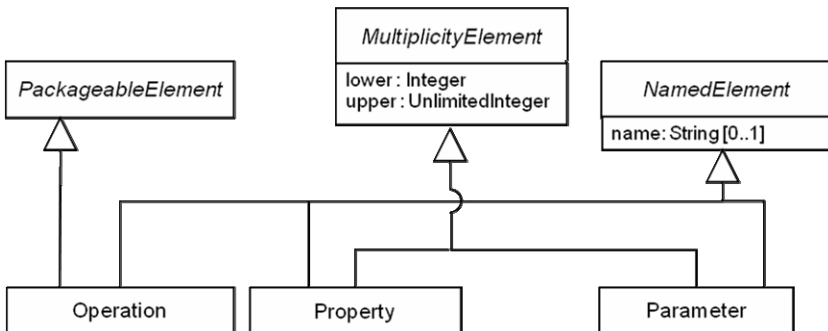 MultiplicityElement
lower : Integer
upper : UnlimitedInteger
PackageableElement
NamedElement
name: String [0..1]
Operation
Property
Parameter